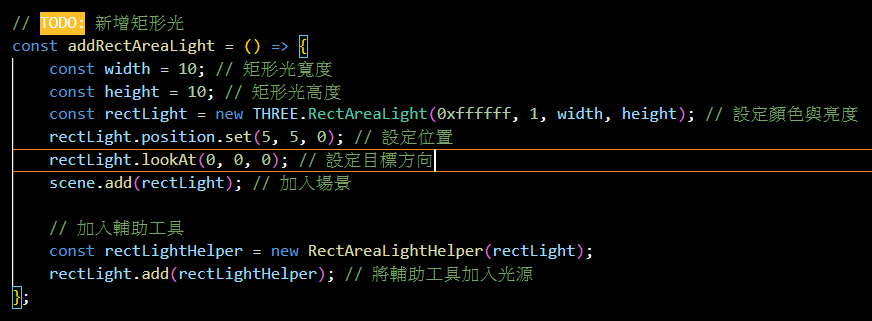 // TODO: 新增矩形光
const addRectAreaLight = () => {
const width = 10; // 矩形光寬度
const height = 10; // 矩形光高度
const rectLight = new THREE.RectAreaLight(0xffffff, 1, width, height); // 設定顏色與亮度
rectLight.position.set(5, 5, 0); // 設定位置
rectLight.lookAt(0, 0, 0); // 設定目標方向
scene.add(rectLight); // 加入場景
// 加入輔助工具
const rectLightHelper = new RectAreaLightHelper(rectLight);
rectLight.add(rectLightHelper); // 將輔助工具加入光源
};